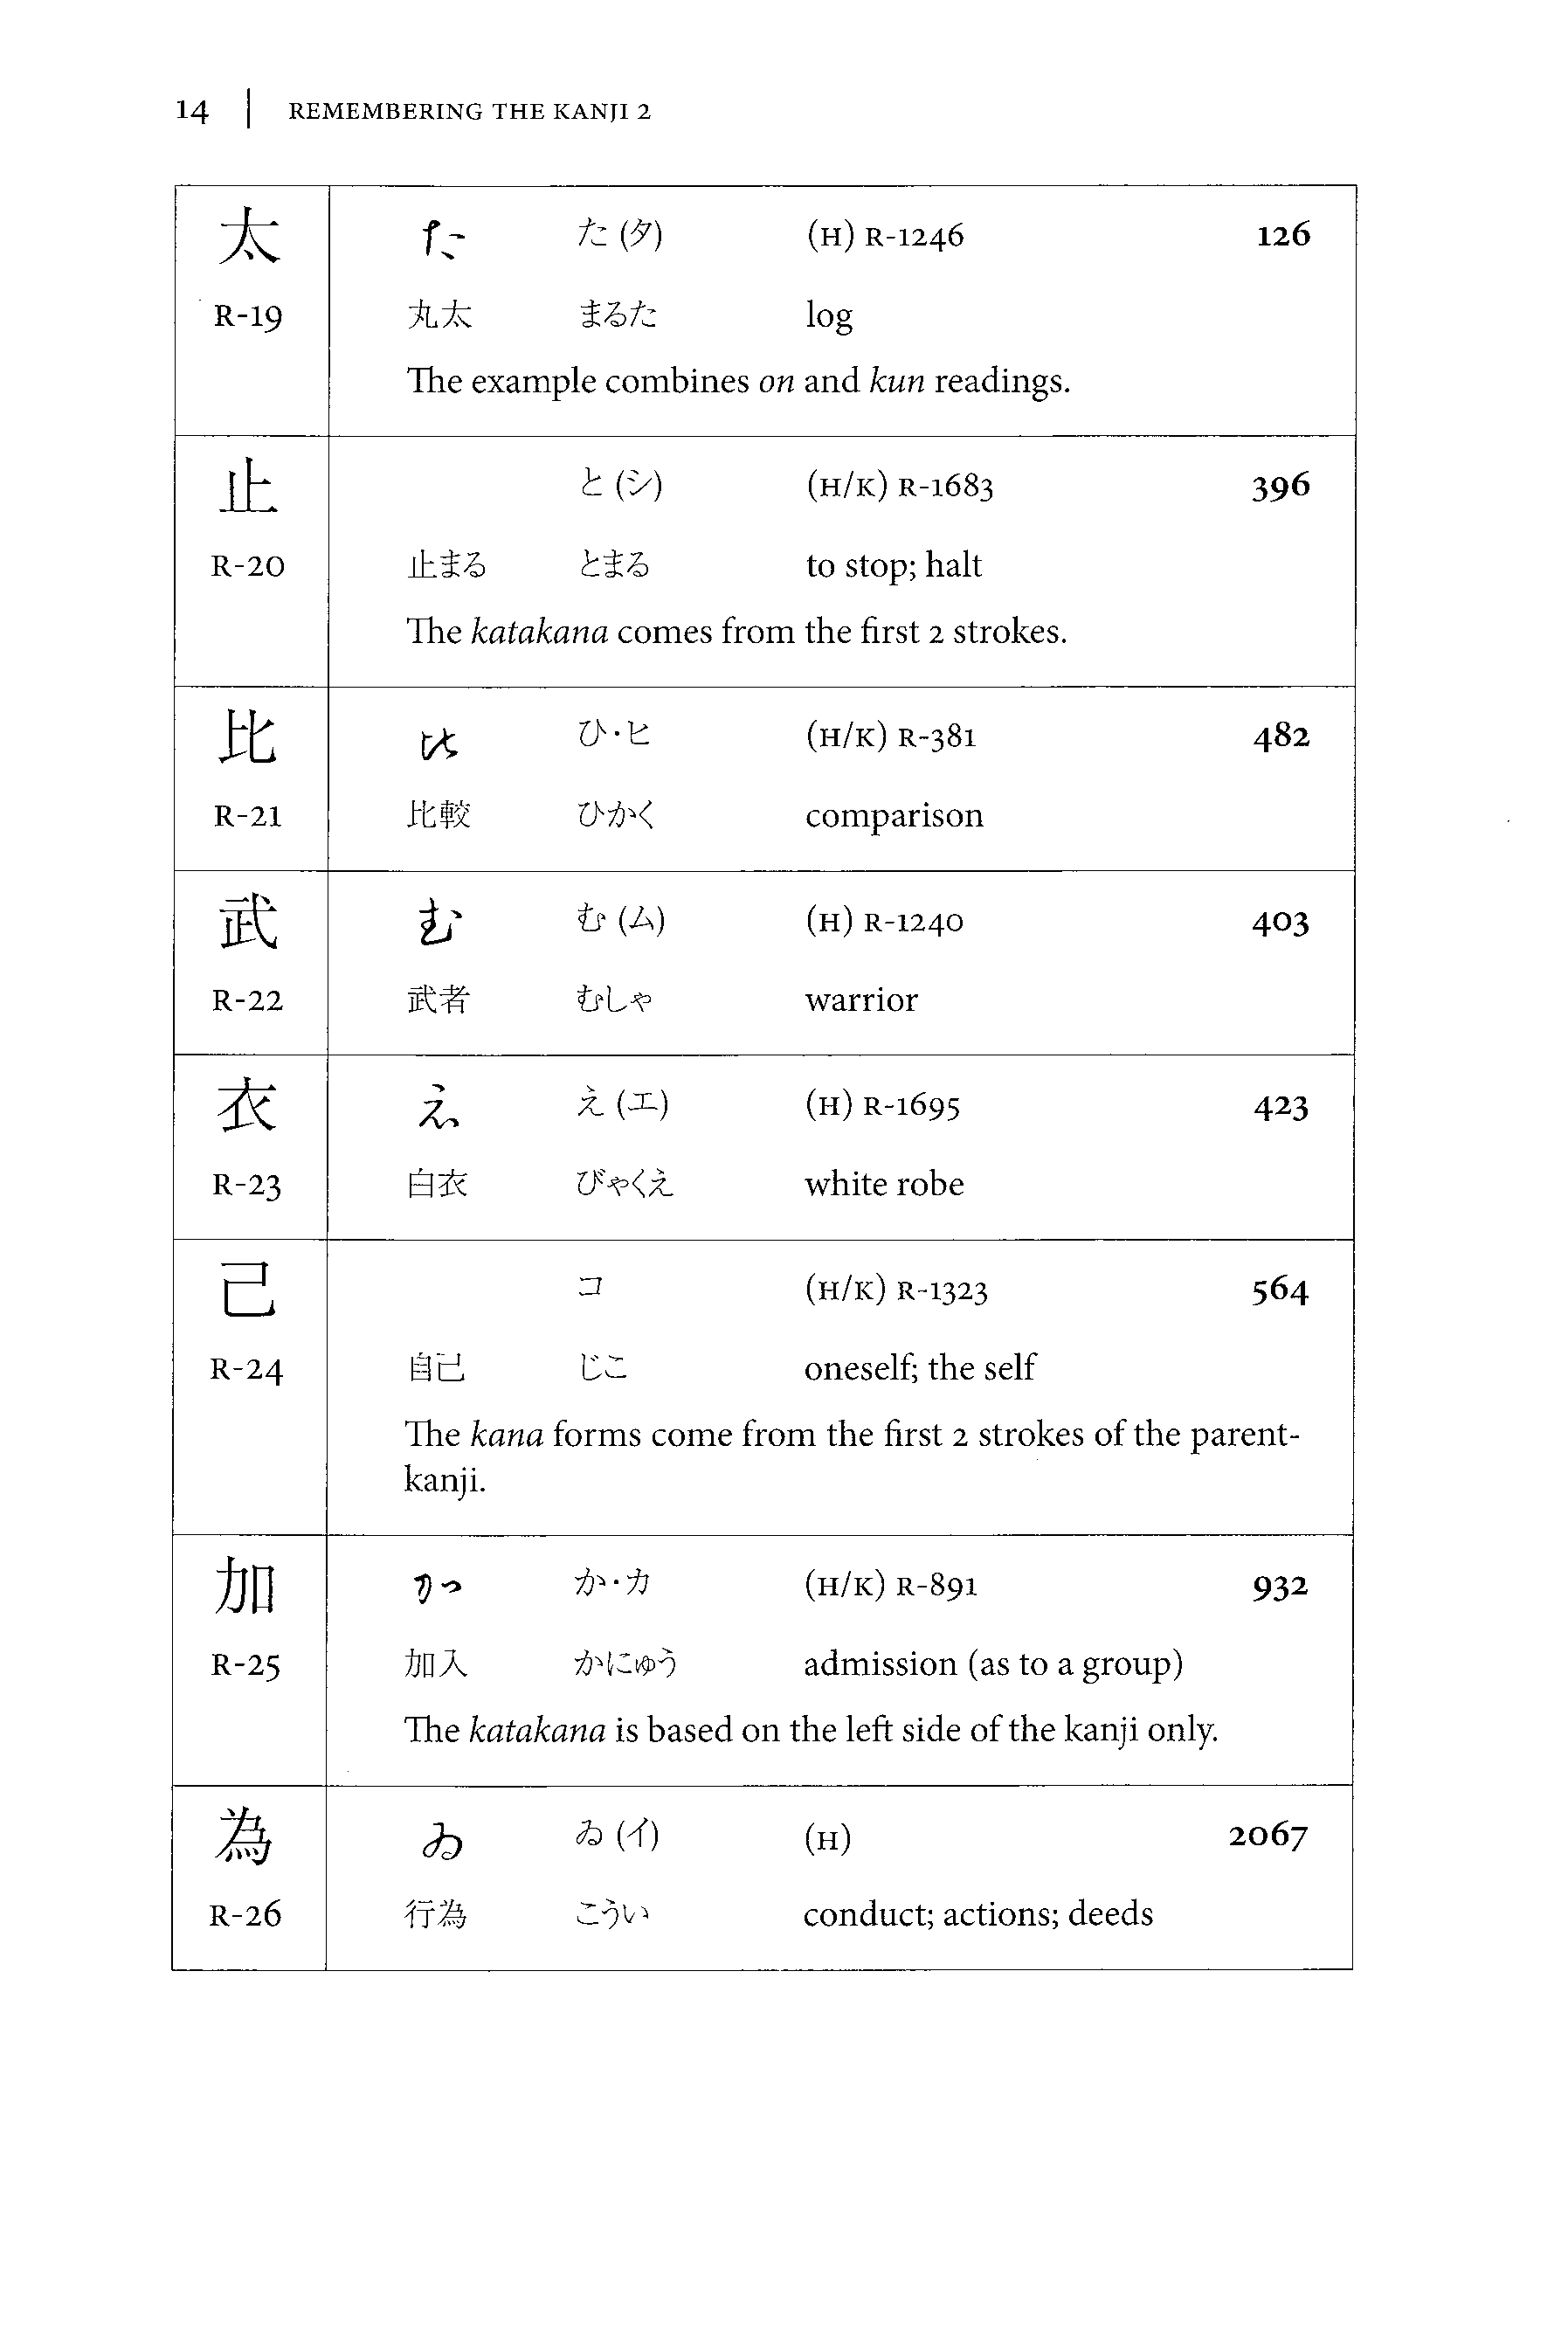 14 | REMEMBERING THE KANJI 2
太 た た (タ) (H) R-1246 126
R-19 丸太 まるた log
The example combines on and kun readings.
止 と (シ) (H/K) R-1683 396
R-20 止まる とまる to stop; halt
The katakana comes from the first 2 strokes.
比 ひ・ヒ (H/K) R-381 482
R-21 比較 ひかく comparison
武 む む (ム) (H) R-1240 403
R-22 武者 むしゃ warrior
衣 え え (エ) (H) R-1695 423
R-23 白衣 びゃくえ white robe
己 コ (H/K) R-1323 564
R-24 自己 じこ oneself; the self
The kana forms come from the first 2 strokes of the parent-
kanji.
加 か か・カ (H/K) R-891 932
R-25 加入 かにゅう admission (as to a group)
The katakana is based on the left side of the kanji only.
為 ゐ ゐ (イ) (H) 2067
R-26 行為 こうい conduct; actions; deeds